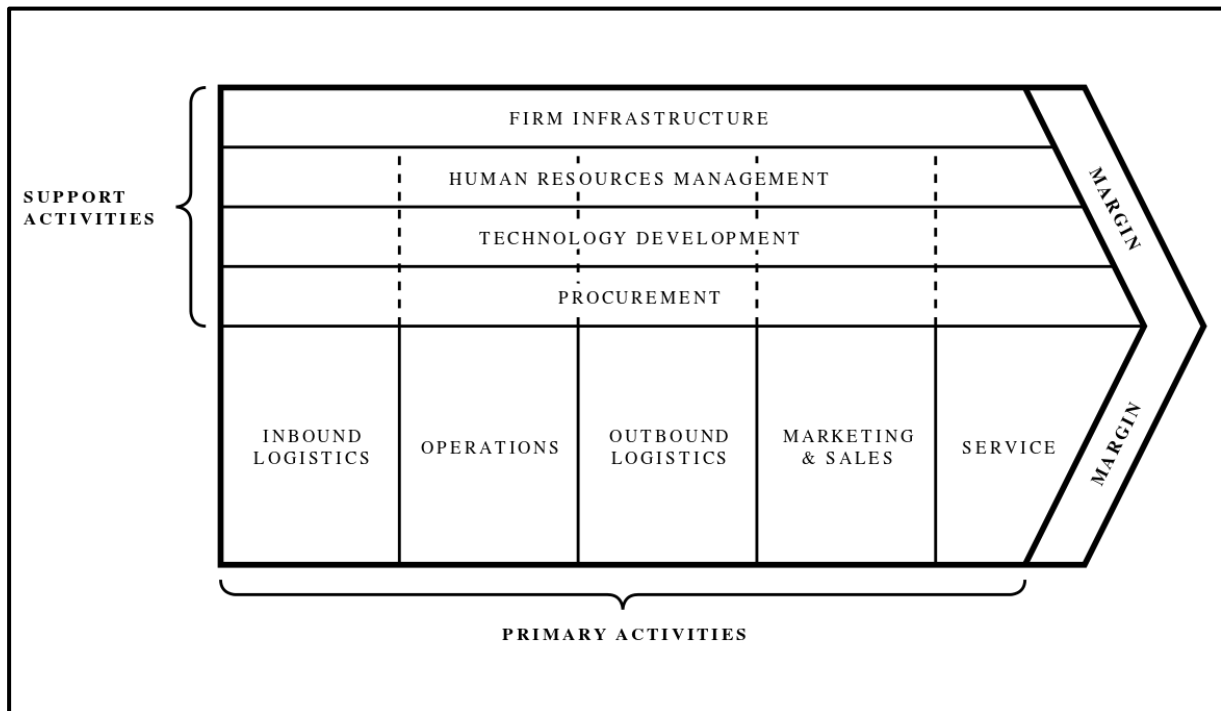 FIRM INFRASTRUCTURE
HUMAN RESOURCES MANAGEMENT
SUPPORT
ACTIVITIES
TECHNOLOGY DEVELOPMENT
PROCUREMENT
MARGIN
INBOUND
LOGISTICS
OPERATIONS
OUTBOUND
LOGISTICS
MARKETING
& SALES
SERVICE
MARGIN
PRIMARY ACTIVITIES